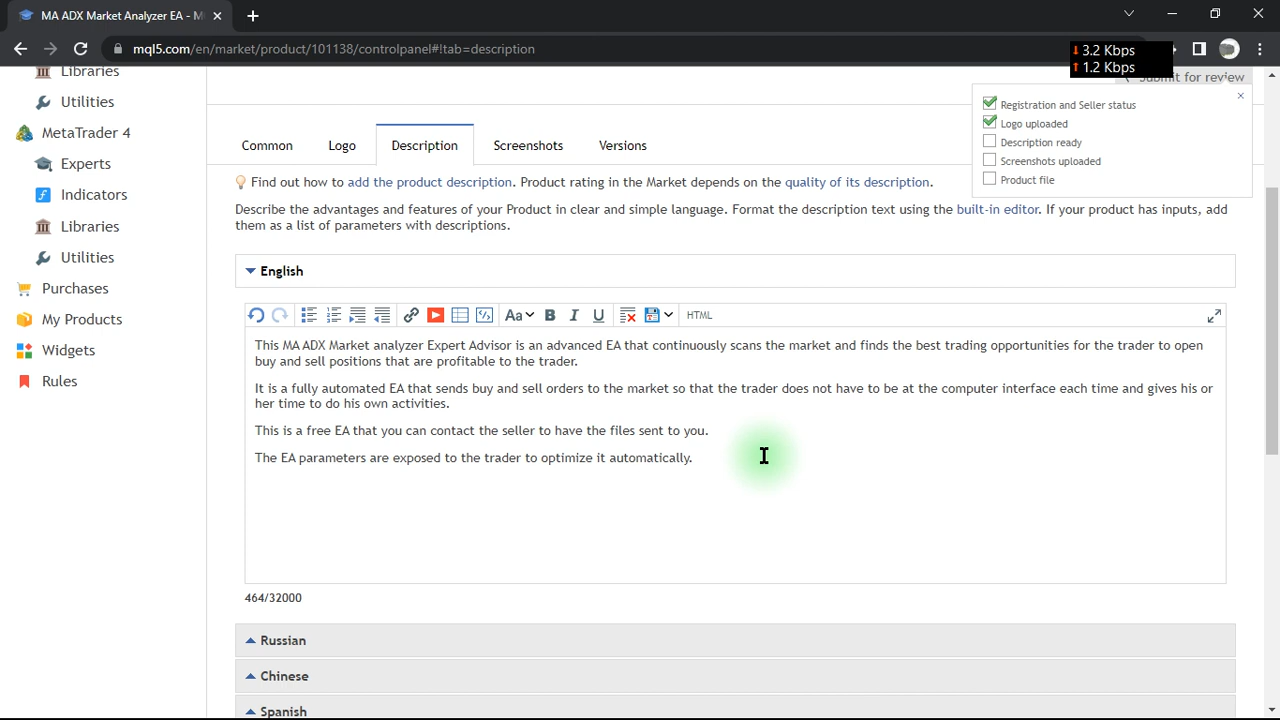 MA ADX Market Analyzer EA - M
mql5.com/en/market/product/101138/controlpanel#!tab=description
3.2 Kbps
1.2 Kbps
Libraries
Utilities
MetaTrader 4
Experts
Indicators
Libraries
Utilities
Purchases
My Products
Widgets
Rules
Submit for review
Registration and Seller status
Logo uploaded
Description ready
Screenshots uploaded
Product file
Common Logo Description Screenshots Versions
Find out how to add the product description. Product rating in the Market depends on the quality of its description.
Describe the advantages and features of your Product in clear and simple language. Format the description text using the built-in editor. If your product has inputs, add
them as a list of parameters with descriptions.
English
Aa B I U HTML
This MA ADX Market analyzer Expert Advisor is an advanced EA that continuously scans the market and finds the best trading opportunities for the trader to open
buy and sell positions that are profitable to the trader.
It is a fully automated EA that sends buy and sell orders to the market so that the trader does not have to be at the computer interface each time and gives his or
her time to do his own activities.
This is a free EA that you can contact the seller to have the files sent to you.
The EA parameters are exposed to the trader to optimize it automatically.
464/32000
Russian
Chinese
Spanish